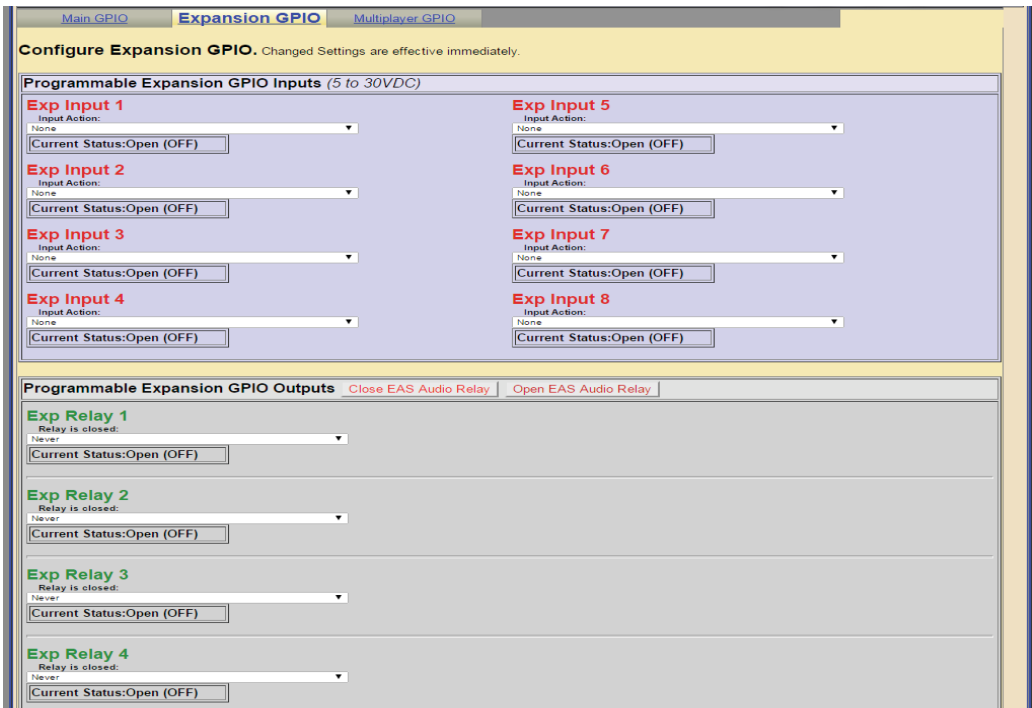 Main GPIO Expansion GPIO Multiplayer GPIO
Configure Expansion GPIO. Changed Settings are effective immediately.
Programmable Expansion GPIO Inputs (5 to 30VDC)
Exp Input 1
Input Action:
None
Current Status:Open (OFF)
Exp Input 2
Input Action:
None
Current Status:Open (OFF)
Exp Input 3
Input Action:
None
Current Status:Open (OFF)
Exp Input 4
Input Action:
None
Current Status:Open (OFF)
Exp Input 5
Input Action:
None
Current Status:Open (OFF)
Exp Input 6
Input Action:
None
Current Status:Open (OFF)
Exp Input 7
Input Action:
None
Current Status:Open (OFF)
Exp Input 8
Input Action:
None
Current Status:Open (OFF)
Programmable Expansion GPIO Outputs Close EAS Audio Relay Open EAS Audio Relay
Exp Relay 1
Relay is closed:
Never
Current Status:Open (OFF)
Exp Relay 2
Relay is closed:
Never
Current Status:Open (OFF)
Exp Relay 3
Relay is closed:
Never
Current Status:Open (OFF)
Exp Relay 4
Relay is closed:
Never
Current Status:Open (OFF)